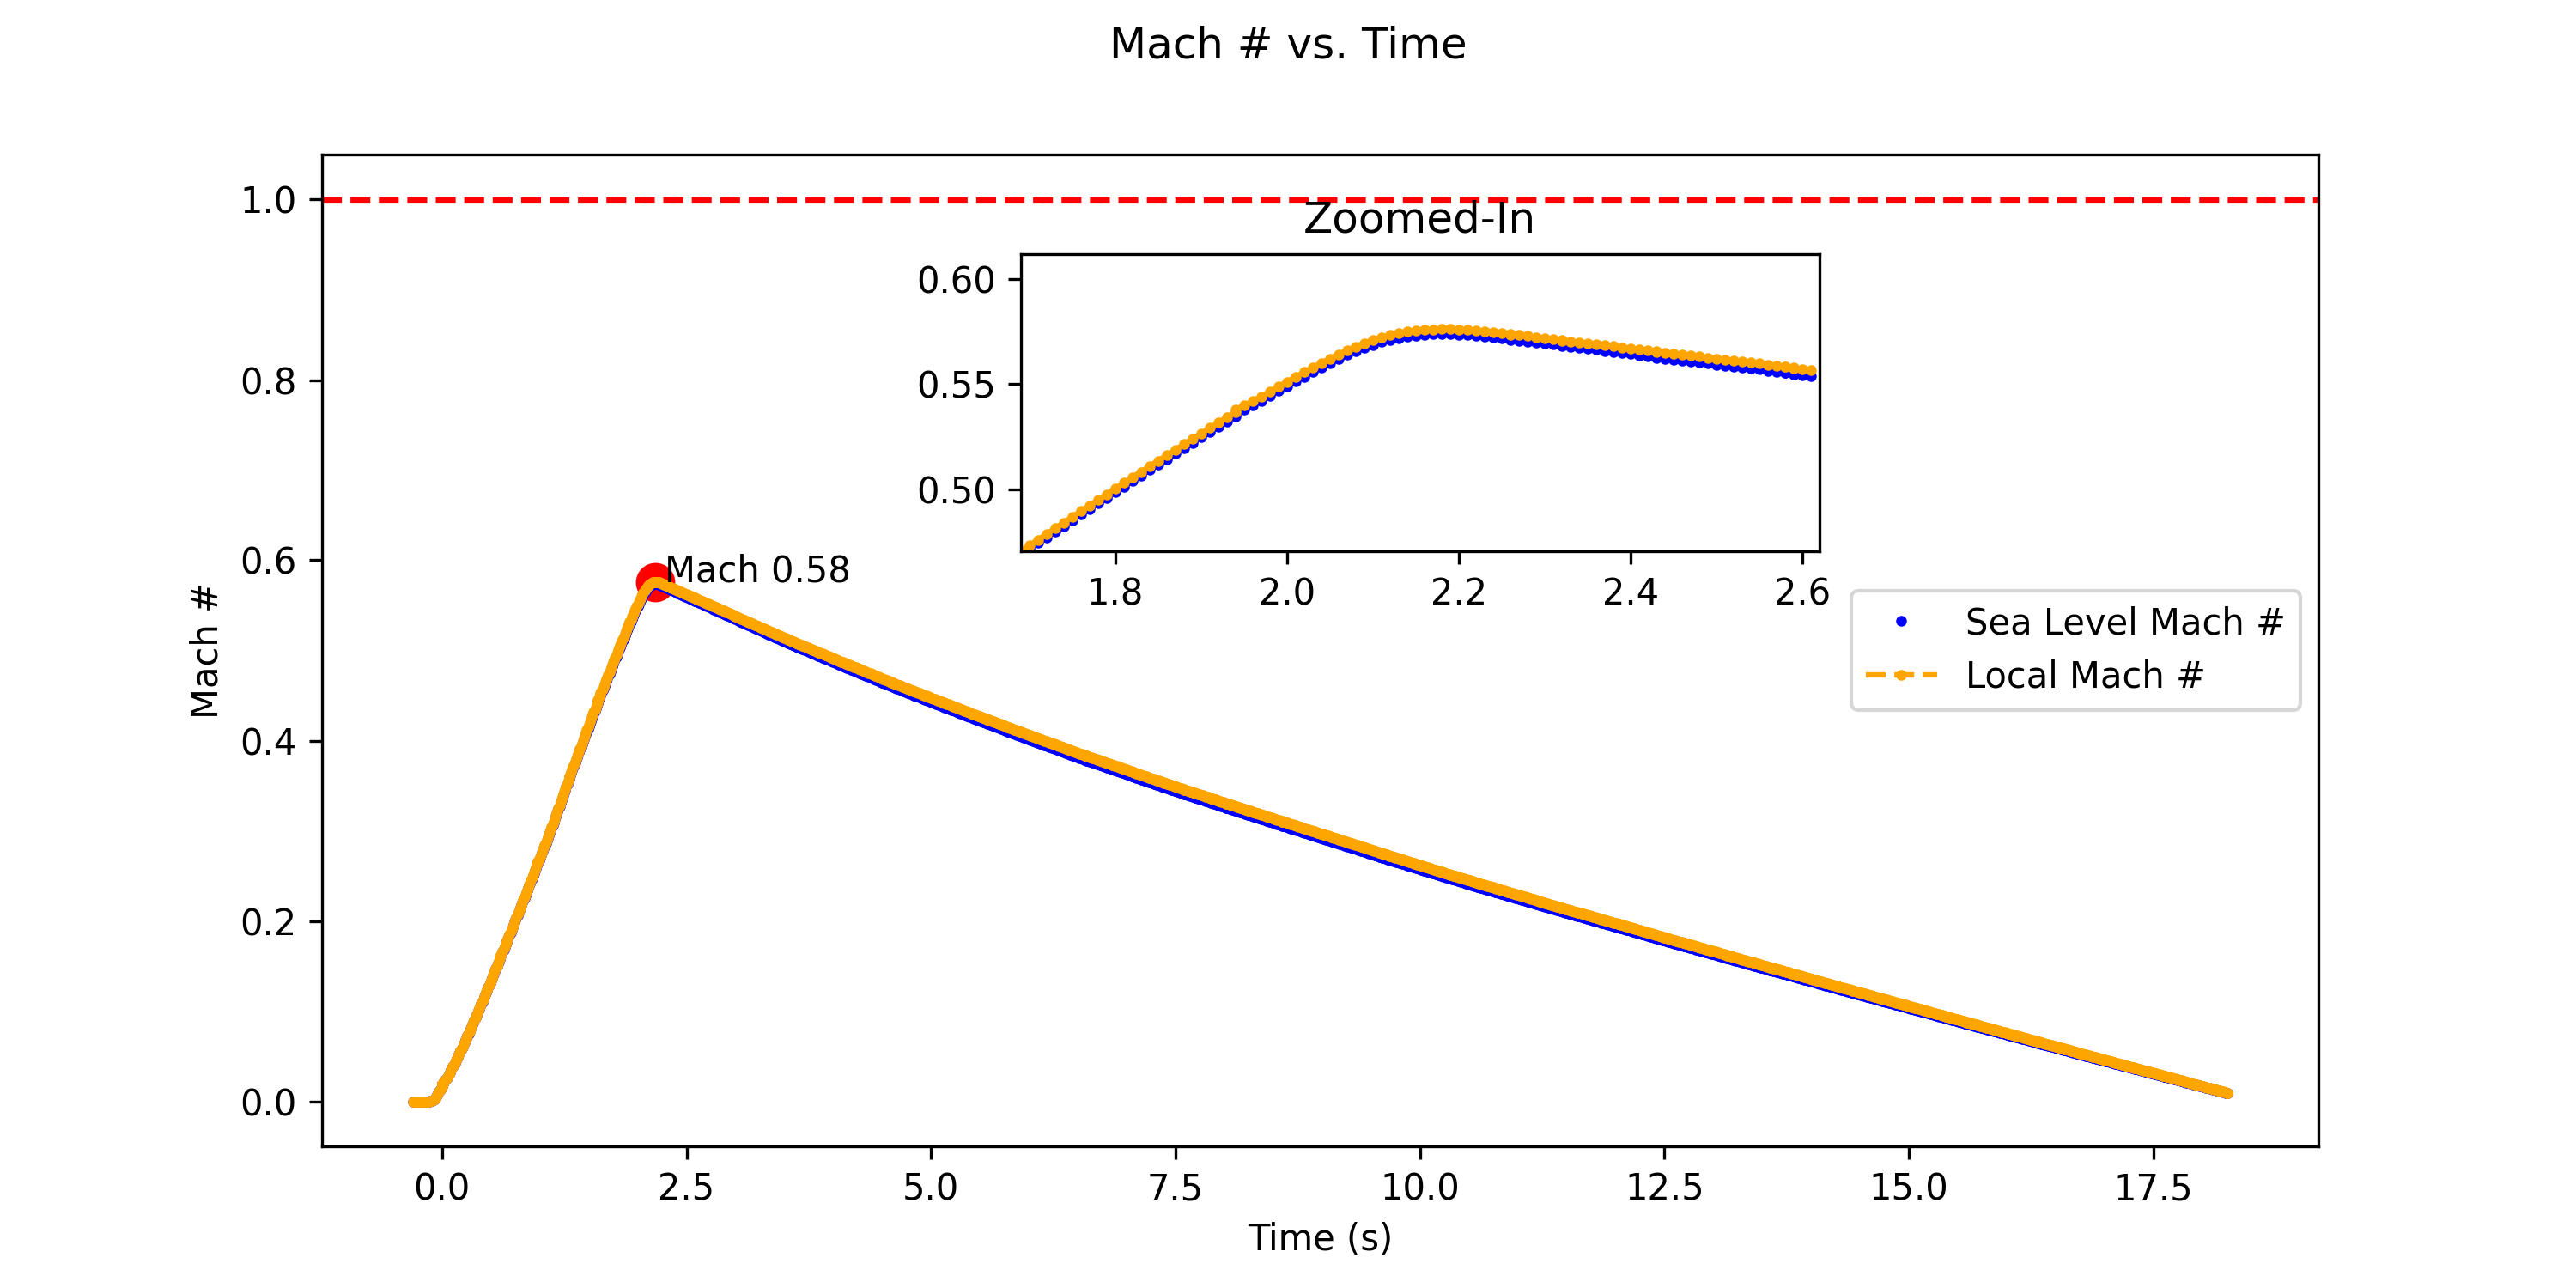 Mach # vs. Time
1.0
Zoomed-In
0.60
0.8
0.55
0.50
0.6
Mach 0.58
1.8 2.0 2.2 2.4 2.6
Sea Level Mach #
Local Mach #
Mach #
0.4
0.2
0.0
0.0 2.5 5.0 7.5 10.0 12.5 15.0 17.5
Time (s)